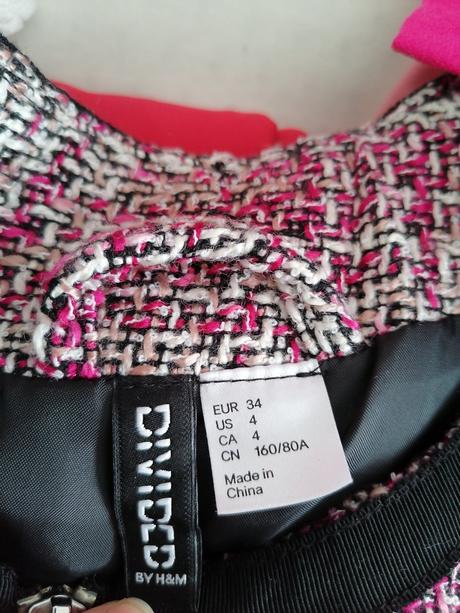 DIVIDED
BY H&M
EUR 34
US 4
CA 4
CN 160/80A
Made in
China